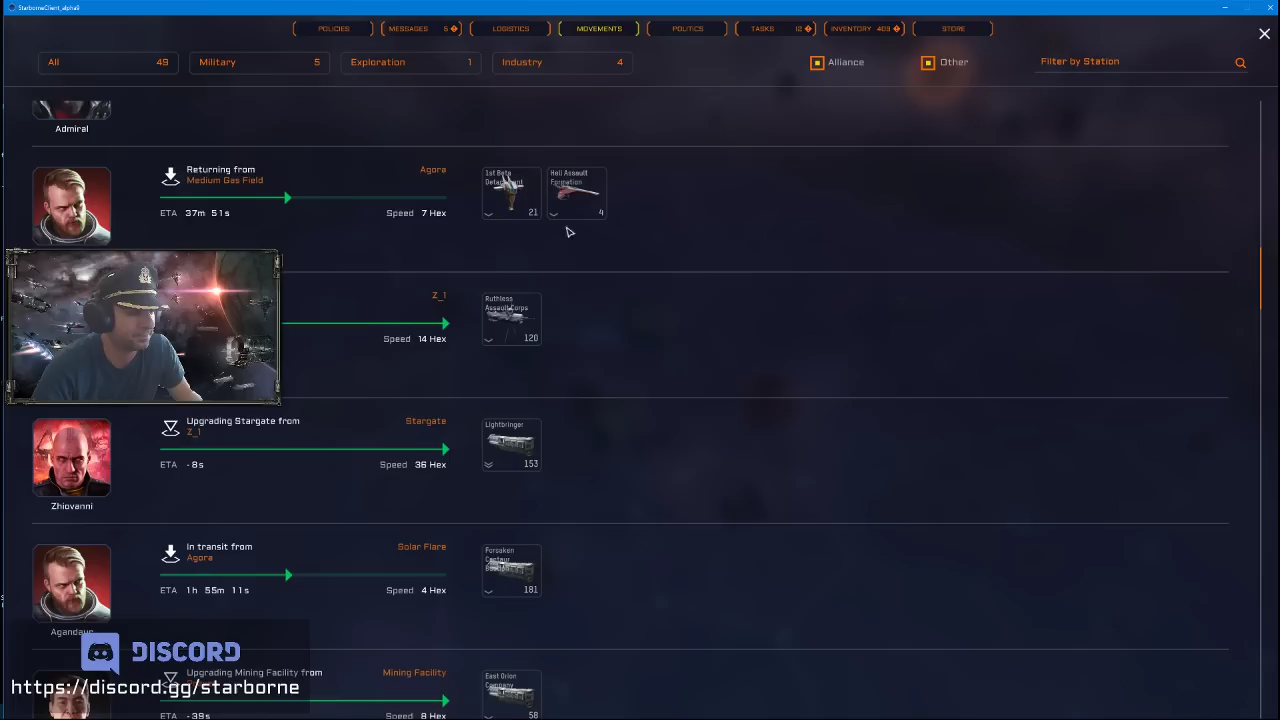 StarborneClient_alpha9
POLICIES
MESSAGES 5
LOGISTICS
MOVEMENTS
POLITICS
TASKS 12
INVENTORY 403
STORE
All 49
Military 5
Exploration 1
Industry 4
Alliance
Other
Filter by Station
Admiral
Returning from Agora
Medium Gas Field
ETA 37m 51s Speed 7 Hex
1st Beta
Detachment
21
Hell Assault
Formation
4
Z_1
Speed 14 Hex
Ruthless
Assault Corps
120
Upgrading Stargate from Stargate
Z_1
ETA - 8s Speed 36 Hex
Lightbringer
153
Zhiovanni
In transit from Solar Flare
Agora
ETA 1h 55m 11s Speed 4 Hex
Forsaken
Centaur
181
Agandaur
DISCORD
https://discord.gg/starborne
Upgrading Mining Facility from Mining Facility
ETA - 39s Speed 8 Hex
East Orion
Company
58